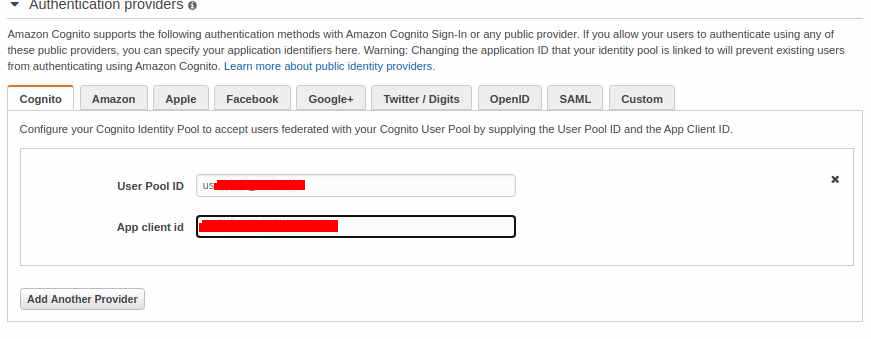 Authentication providers
Amazon Cognito supports the following authentication methods with Amazon Cognito Sign-In or any public provider. If you allow your users to authenticate using any of
these public providers, you can specify your application identifiers here. Warning: Changing the application ID that your identity pool is linked to will prevent existing users
from authenticating using Amazon Cognito. Learn more about public identity providers.
Cognito Amazon Apple Facebook Google+ Twitter / Digits OpenID SAML Custom
Configure your Cognito Identity Pool to accept users federated with your Cognito User Pool by supplying the User Pool ID and the App Client ID.
User Pool ID us
App client id
Add Another Provider